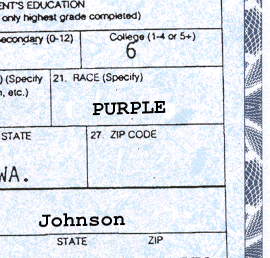 NT'S EDUCATION
only highest grade completed)
econdary (0-12) College (1-4 or 5+)
6
) (Specify 21. RACE (Specify)
, etc.)
PURPLE
STATE 27. ZIP CODE
WA.
Johnson
STATE ZIP